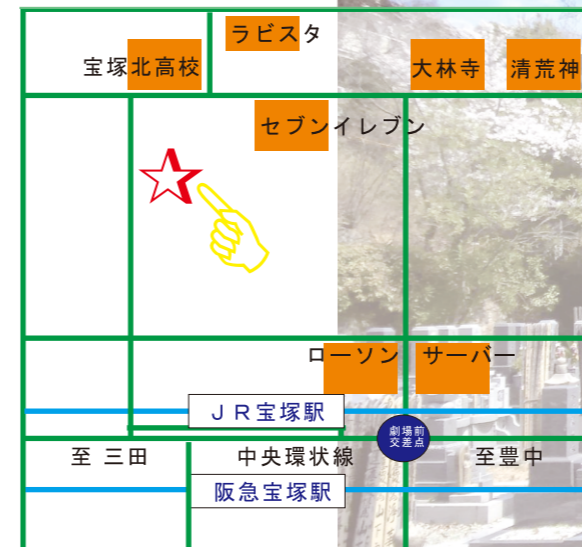 ラビスタ
宝塚北高校
大林寺
清荒神
セブンイレブン
ローソン
サーバー
ＪＲ宝塚駅
劇場前
交差点
至 三田
中央環状線
至豊中
阪急宝塚駅